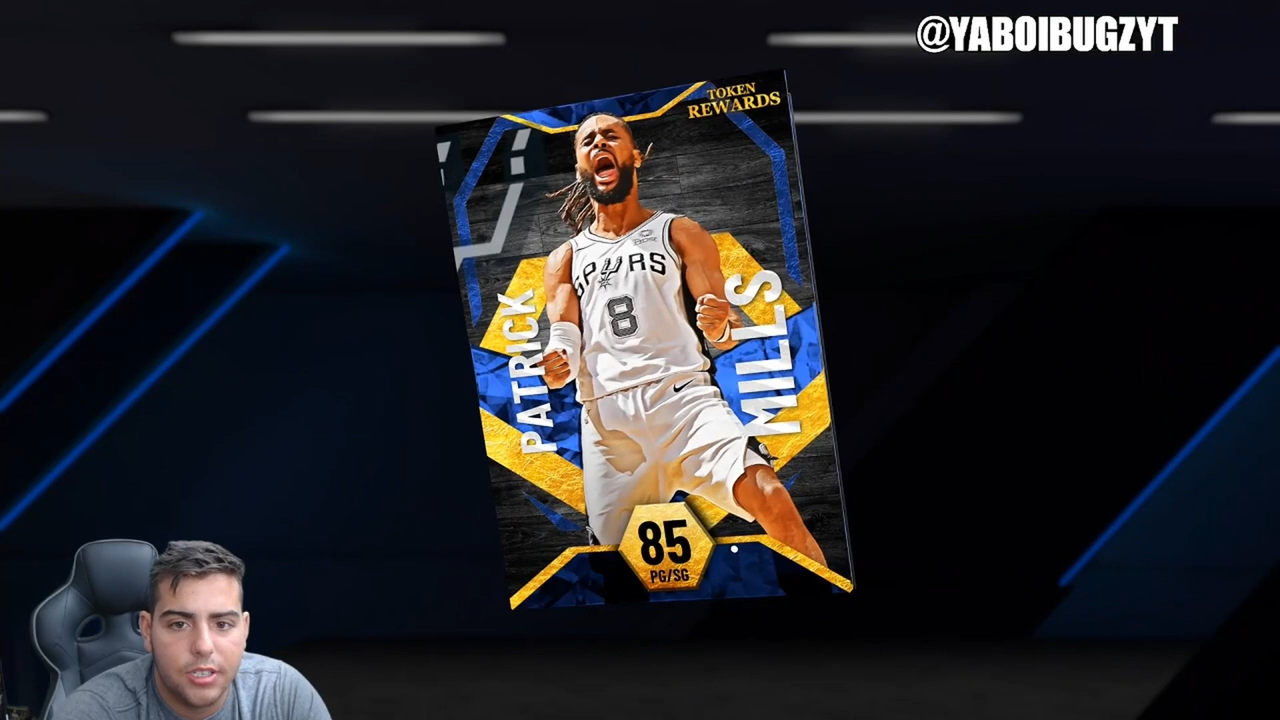 @YABOIBUGZYT
TOKEN
REWARDS
PATRICK
MILLS
SPURS
8
85
PG/SG